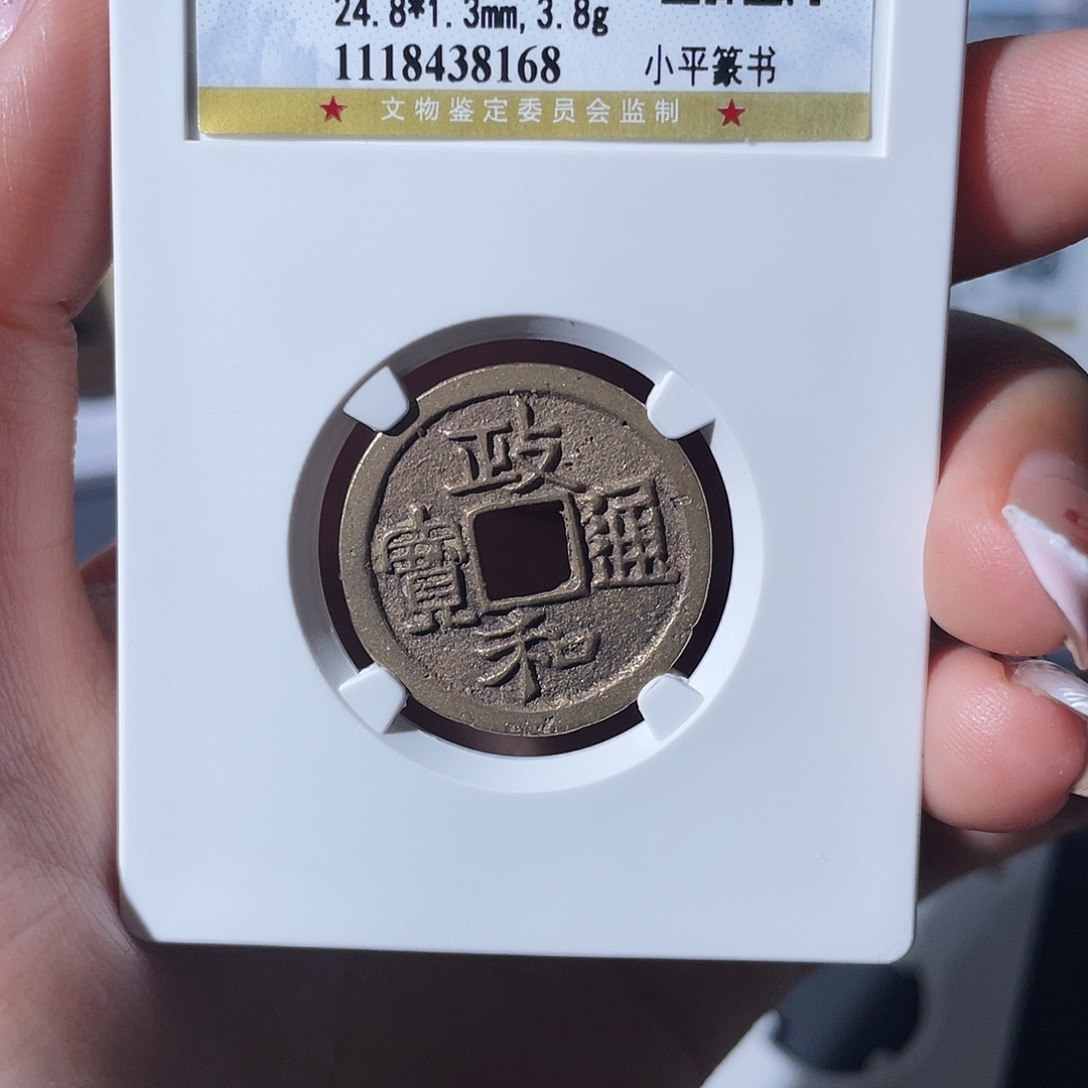 24.8*1.3mm,3.8g
1118438168 小平篆书
★ 文物鉴定委员会监制 ★
政
寶 通
和